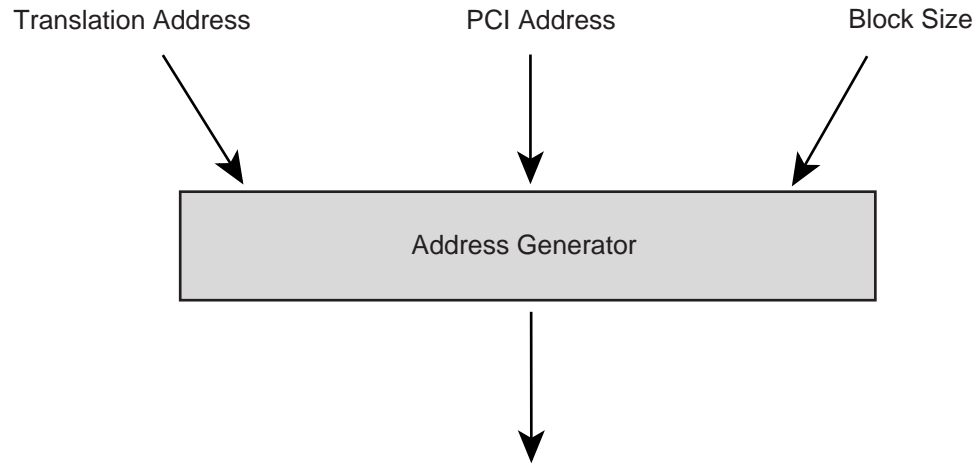 Translation Address
PCI Address
Block Size
Address Generator